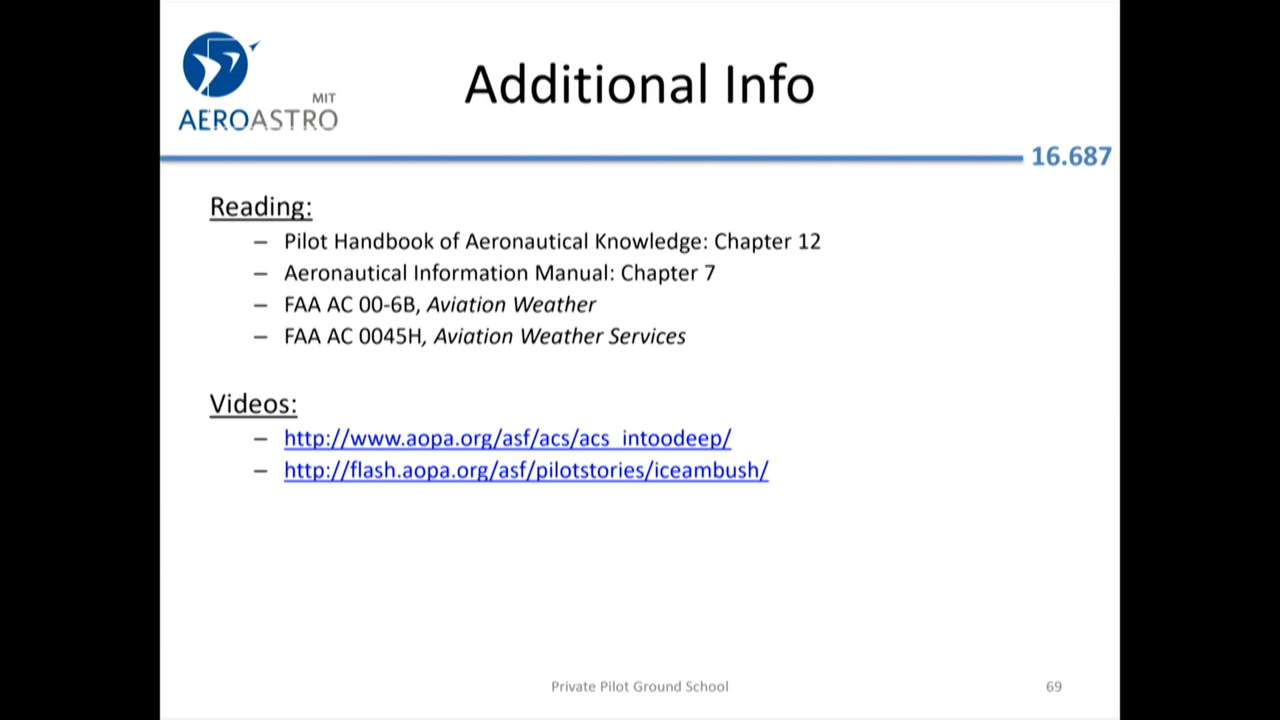 MIT
AEROASTRO
Additional Info
16.687
Reading:
– Pilot Handbook of Aeronautical Knowledge: Chapter 12
– Aeronautical Information Manual: Chapter 7
– FAA AC 00-6B, Aviation Weather
– FAA AC 0045H, Aviation Weather Services
Videos:
– http://www.aopa.org/asf/acs/acs_intoodeep/
– http://flash.aopa.org/asf/pilotstories/iceambush/
Private Pilot Ground School
69